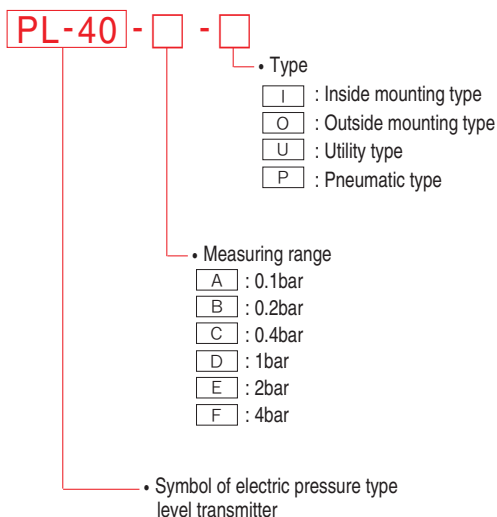 PL-40 - □ - □
• Type
I : Inside mounting type
O : Outside mounting type
U : Utility type
P : Pneumatic type
• Measuring range
A : 0.1bar
B : 0.2bar
C : 0.4bar
D : 1bar
E : 2bar
F : 4bar
• Symbol of electric pressure type
level transmitter